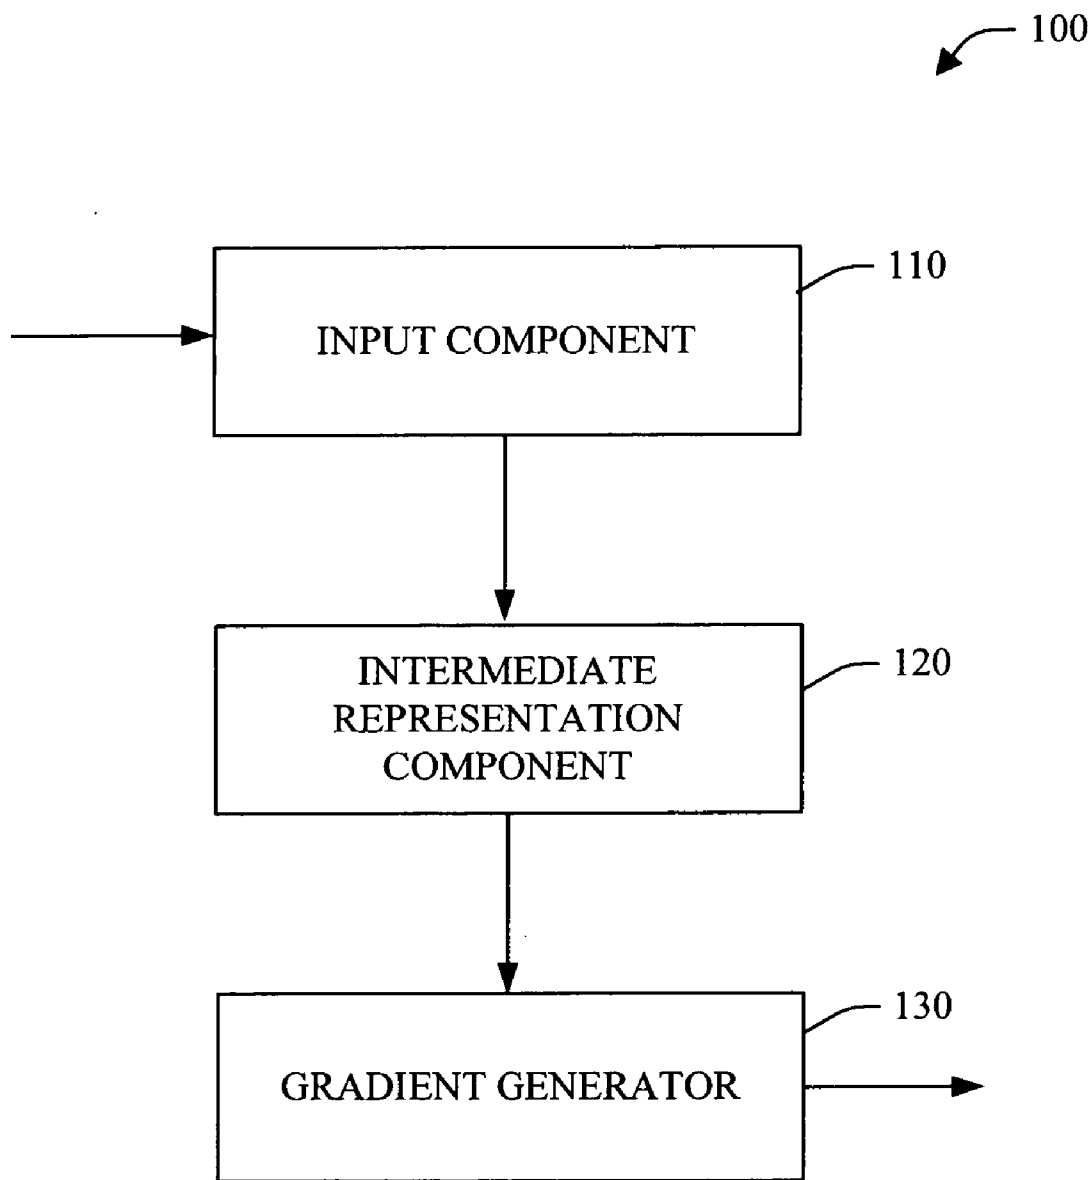 100
110
INPUT COMPONENT
120
INTERMEDIATE
REPRESENTATION
COMPONENT
130
GRADIENT GENERATOR